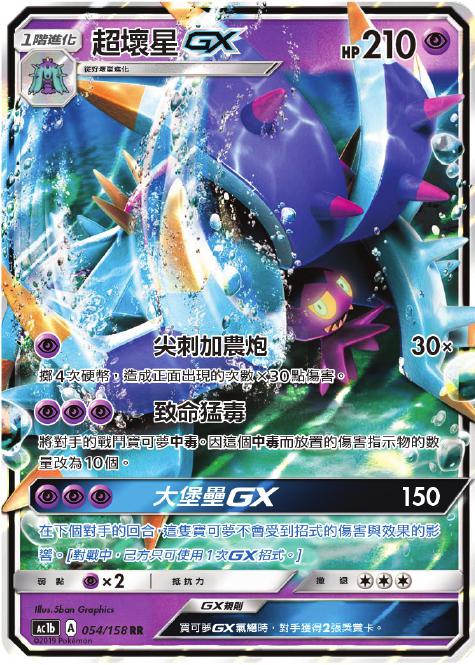 1階進化
超壞星GX
HP210
從好壞星進化
尖刺加農炮 30×
擲4次硬幣，造成正面出現的次數×30點傷害。
致命猛毒
將對手的戰鬥寶可夢中毒。因這個中毒而放置的傷害指示物的數
量改為10個。
大堡壘GX 150
在下個對手的回合，這隻寶可夢不會受到招式的傷害與效果的影
響。[對戰中，己方只可使用1次GX招式。]
弱點 ×2 抵抗力 撤退
Illus.5ban Graphics
GX規則
AC1b A 054/158 RR
寶可夢GX氣絕時，對手獲得2張獎賞卡。
©2019 Pokémon